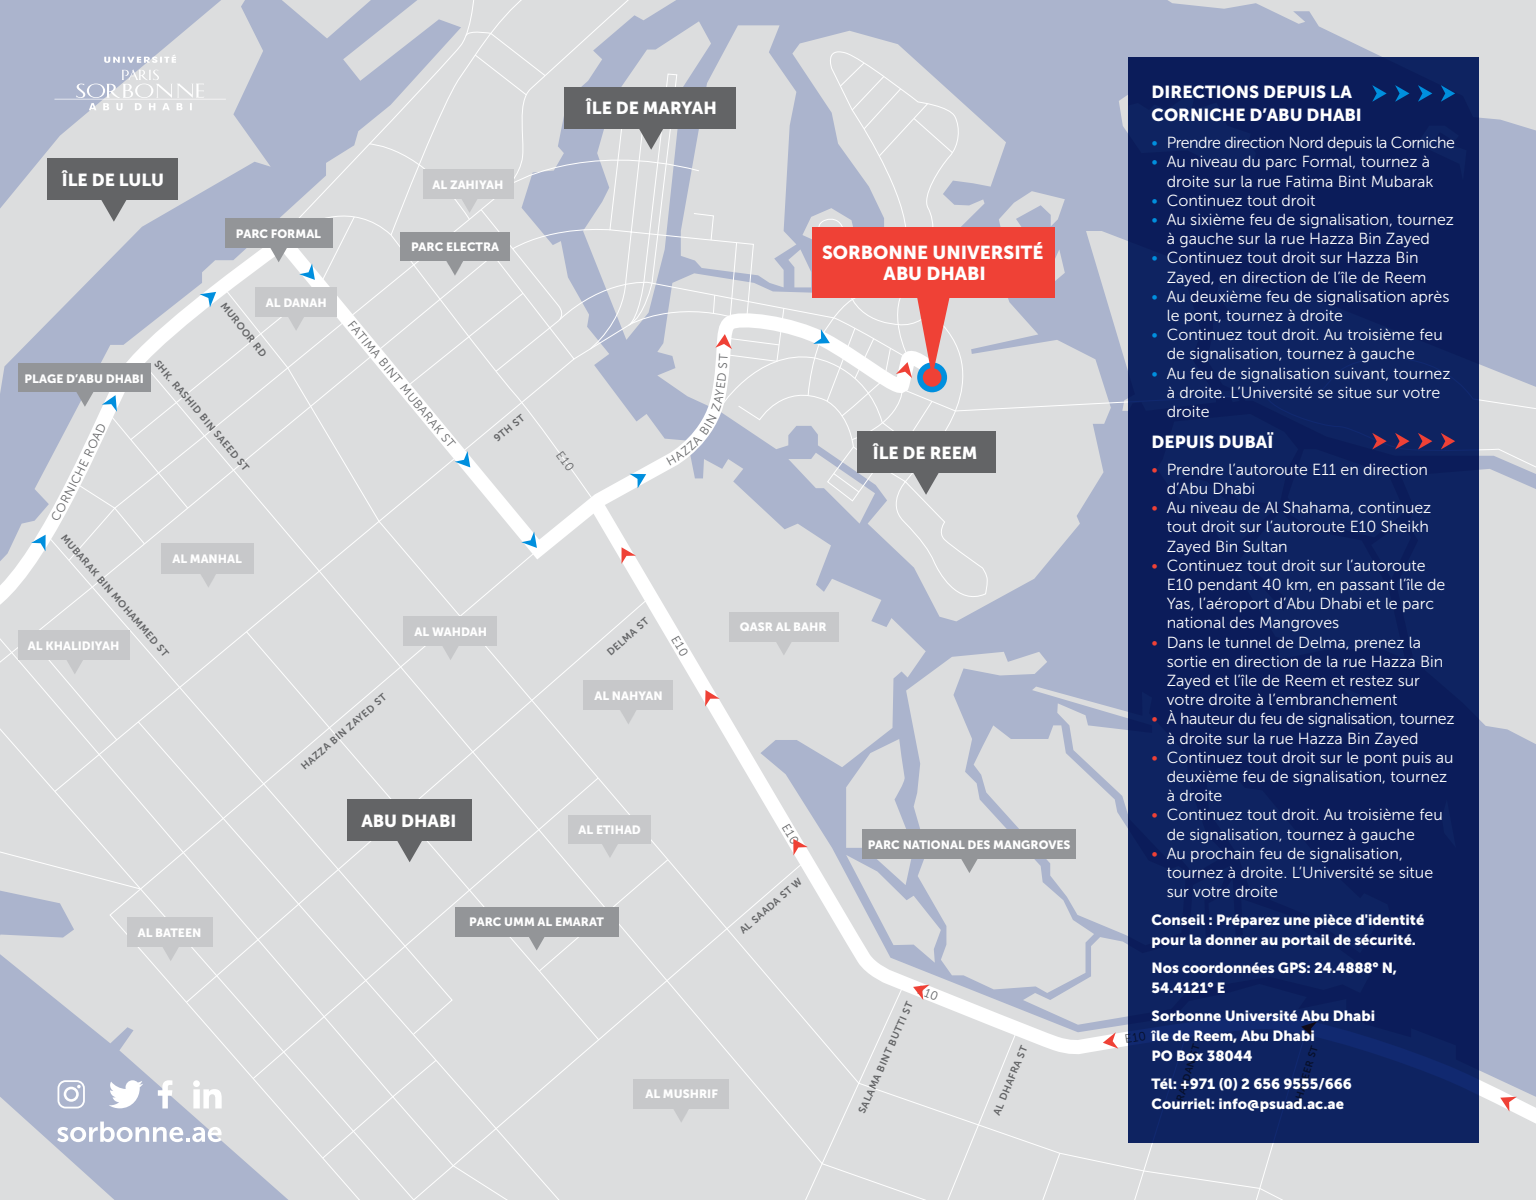 UNIVERSITÉ
PARIS
SORBONNE
ABU DHABI
ÎLE DE LULU
ÎLE DE MARYAH
AL ZAHIYAH
PARC FORMAL
PARC ELECTRA
AL DANAH
SORBONNE UNIVERSITÉ
ABU DHABI
MUROOR RD
PLAGE D’ABU DHABI
SHK. RASHID BIN SAEED ST
FATIMA BINT MUBARAK ST
CORNICHE ROAD
9TH ST
E10
HAZZA BIN ZAYED ST
ÎLE DE REEM
MUBARAK BIN MOHAMMED ST
AL MANHAL
AL KHALIDIYAH
AL WAHDAH
DELMA ST
E10
QASR AL BAHR
AL NAHYAN
HAZZA BIN ZAYED ST
ABU DHABI
AL ETIHAD
E10
PARC NATIONAL DES MANGROVES
AL SAADA ST W
AL BATEEN
PARC UMM AL EMARAT
10
SALAMA BINT BUTTI ST
AL DHAFRA ST
E10
AL MUSHRIF
sorbonne.ae
DIRECTIONS DEPUIS LA
CORNICHE D’ABU DHABI
• Prendre direction Nord depuis la Corniche
• Au niveau du parc Formal, tournez à
droite sur la rue Fatima Bint Mubarak
• Continuez tout droit
• Au sixième feu de signalisation, tournez
à gauche sur la rue Hazza Bin Zayed
• Continuez tout droit sur Hazza Bin
Zayed, en direction de l’île de Reem
• Au deuxième feu de signalisation après
le pont, tournez à droite
• Continuez tout droit. Au troisième feu
de signalisation, tournez à gauche
• Au feu de signalisation suivant, tournez
à droite. L’Université se situe sur votre
droite
DEPUIS DUBAÏ
• Prendre l’autoroute E11 en direction
d’Abu Dhabi
• Au niveau de Al Shahama, continuez
tout droit sur l’autoroute E10 Sheikh
Zayed Bin Sultan
• Continuez tout droit sur l’autoroute
E10 pendant 40 km, en passant l’île de
Yas, l’aéroport d’Abu Dhabi et le parc
national des Mangroves
• Dans le tunnel de Delma, prenez la
sortie en direction de la rue Hazza Bin
Zayed et l’île de Reem et restez sur
votre droite à l’embranchement
• À hauteur du feu de signalisation, tournez
à droite sur la rue Hazza Bin Zayed
• Continuez tout droit sur le pont puis au
deuxième feu de signalisation, tournez
à droite
• Continuez tout droit. Au troisième feu
de signalisation, tournez à gauche
• Au prochain feu de signalisation,
tournez à droite. L’Université se situe
sur votre droite
Conseil : Préparez une pièce d'identité
pour la donner au portail de sécurité.
Nos coordonnées GPS: 24.4888° N,
54.4121° E
Sorbonne Université Abu Dhabi
île de Reem, Abu Dhabi
PO Box 38044
Tél: +971 (0) 2 656 9555/666
Courriel: info@psuad.ac.ae